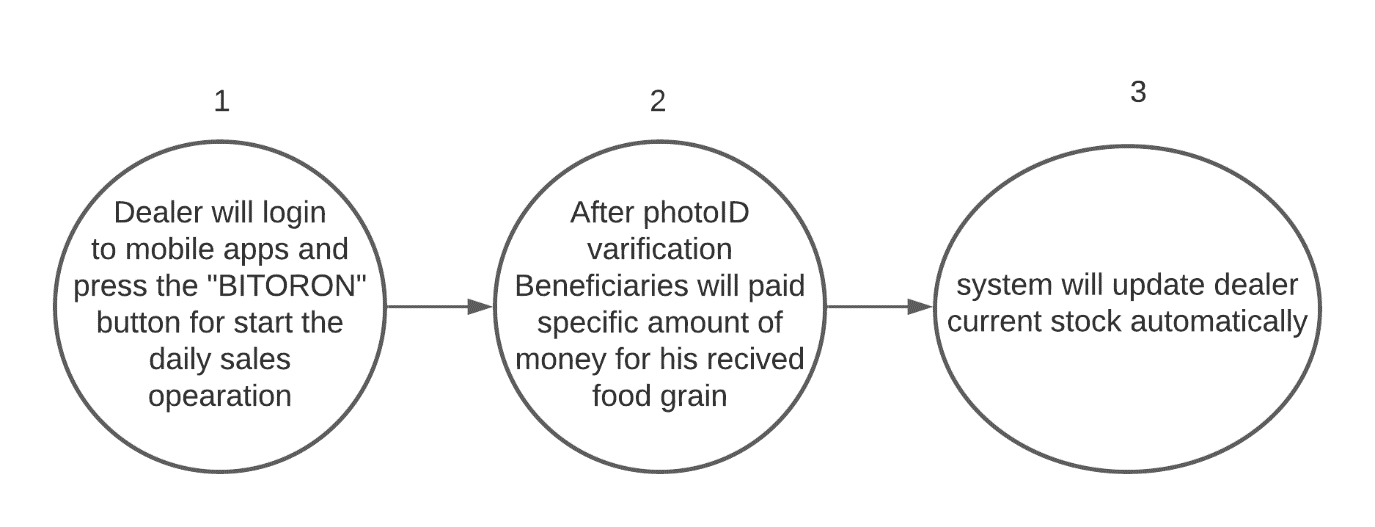 1
Dealer will login
to mobile apps and
press the "BITORON"
button for start the
daily sales
opearation
2
After photoID
varification
Beneficiaries will paid
specific amount of
money for his recived
food grain
3
system will update dealer
current stock automatically